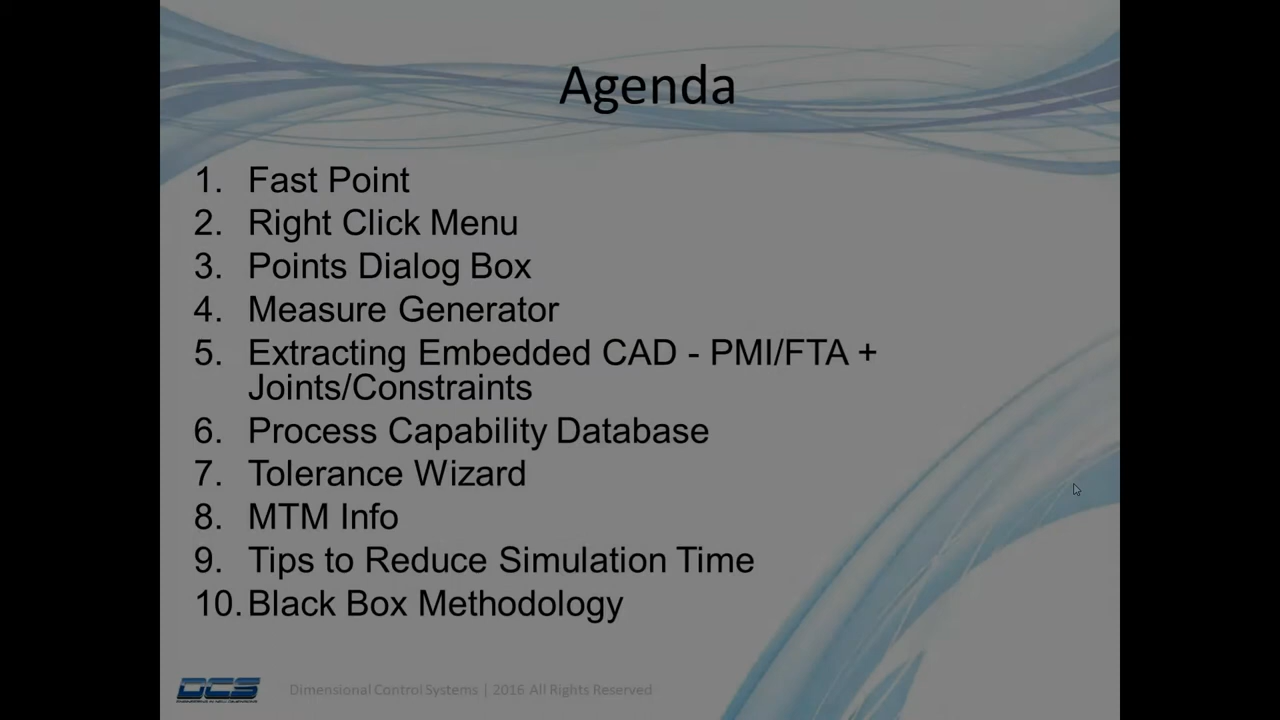 Agenda
1. Fast Point
2. Right Click Menu
3. Points Dialog Box
4. Measure Generator
5. Extracting Embedded CAD - PMI/FTA +
Joints/Constraints
6. Process Capability Database
7. Tolerance Wizard
8. MTM Info
9. Tips to Reduce Simulation Time
10. Black Box Methodology
DCS
Dimensional Control Systems | 2016 All Rights Reserved